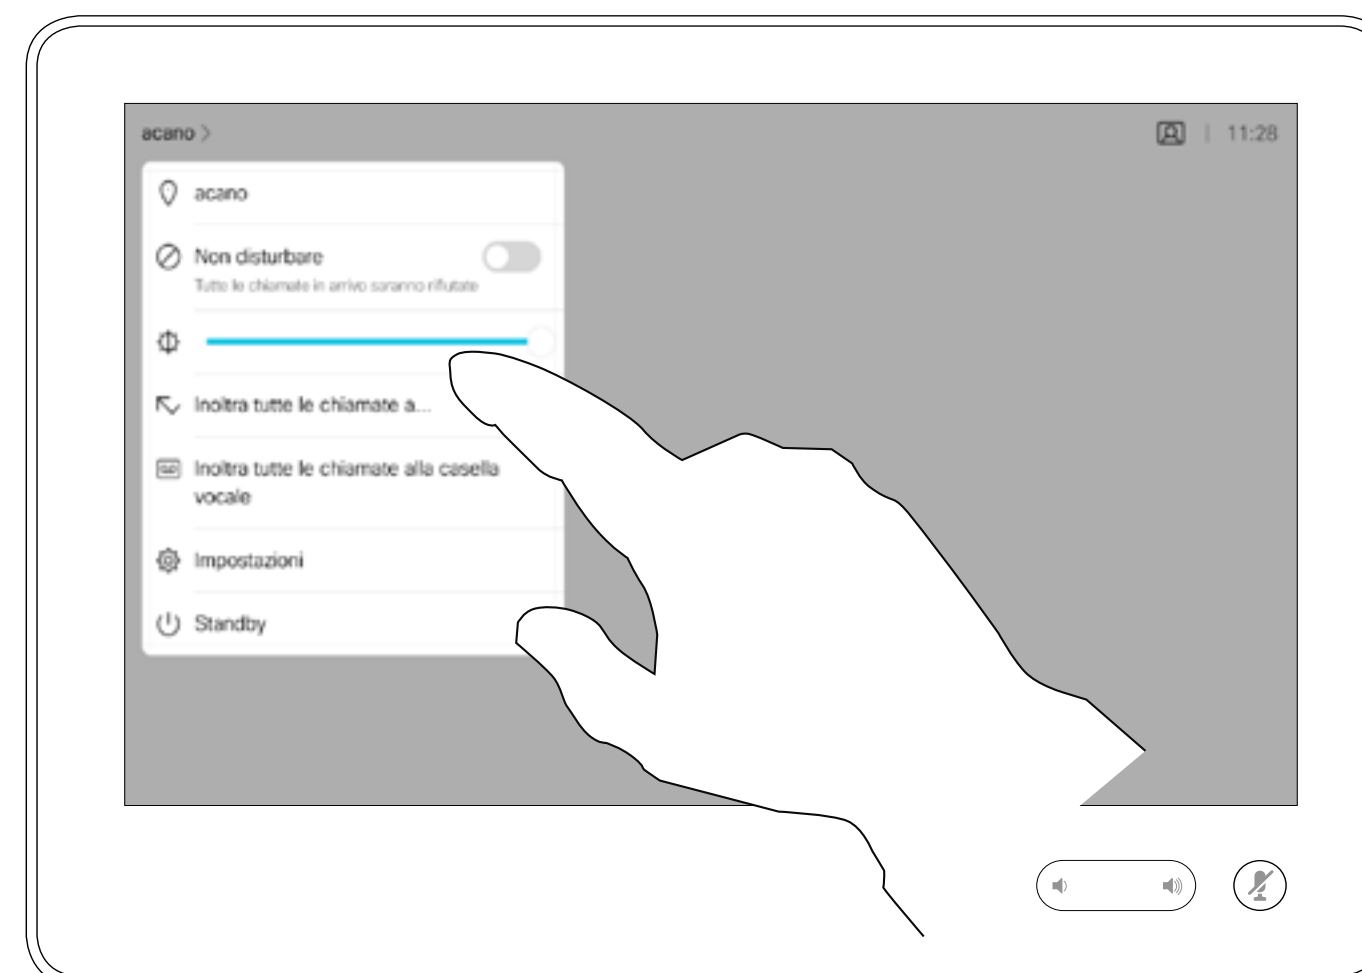 acano
11:28
acano
Non disturbare
Tutte le chiamate in arrivo saranno rifiutate
Inoltra tutte le chiamate a...
Inoltra tutte le chiamate alla casella
vocale
Impostazioni
Standby